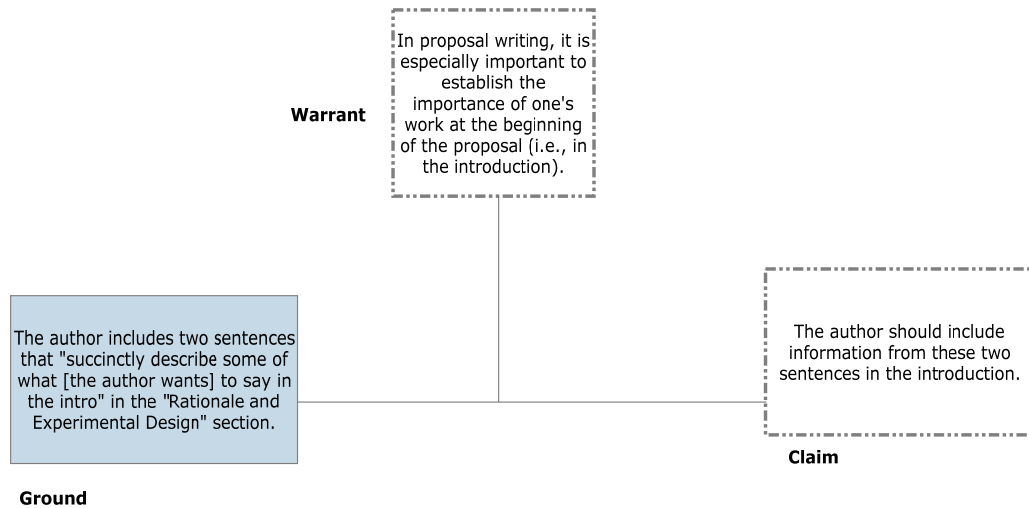 In proposal writing, it is
especially important to
establish the
importance of one's
work at the beginning
of the proposal (i.e., in
the introduction).
Warrant
The author includes two sentences
that "succinctly describe some of
what [the author wants] to say in
the intro" in the "Rationale and
Experimental Design" section.
Ground
The author should include
information from these two
sentences in the introduction.
Claim